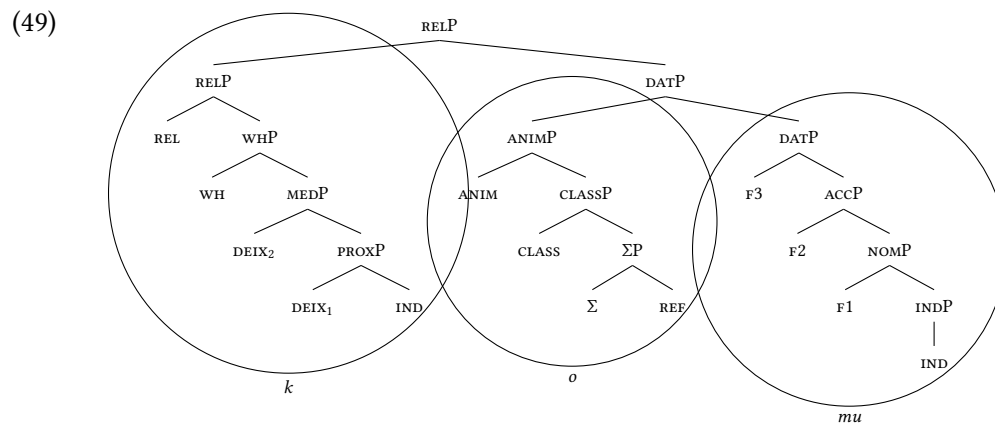 (49)
RELP
RELP DATP
REL WHP ANIMP DATP
WH MEDP ANIM CLASSP F3 ACCP
DEIX₂ PROXP CLASS ΣP F2 NOMP
DEIX₁ IND Σ REF F1 INDP
IND
k o
mu